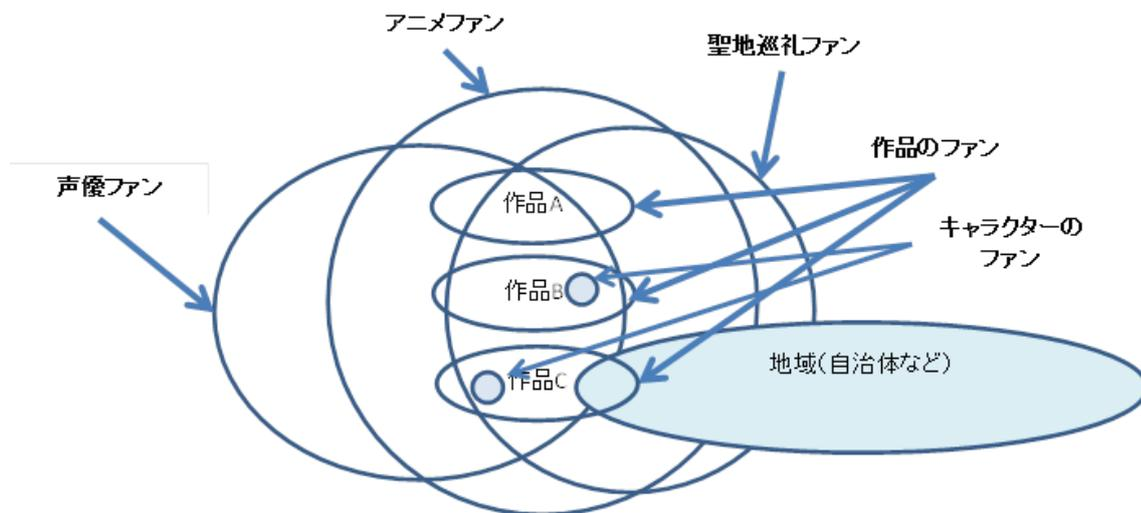 アニメファン
聖地巡礼ファン
作品のファン
声優ファン
作品A
キャラクターの
ファン
作品B
地域(自治体など)
作品C